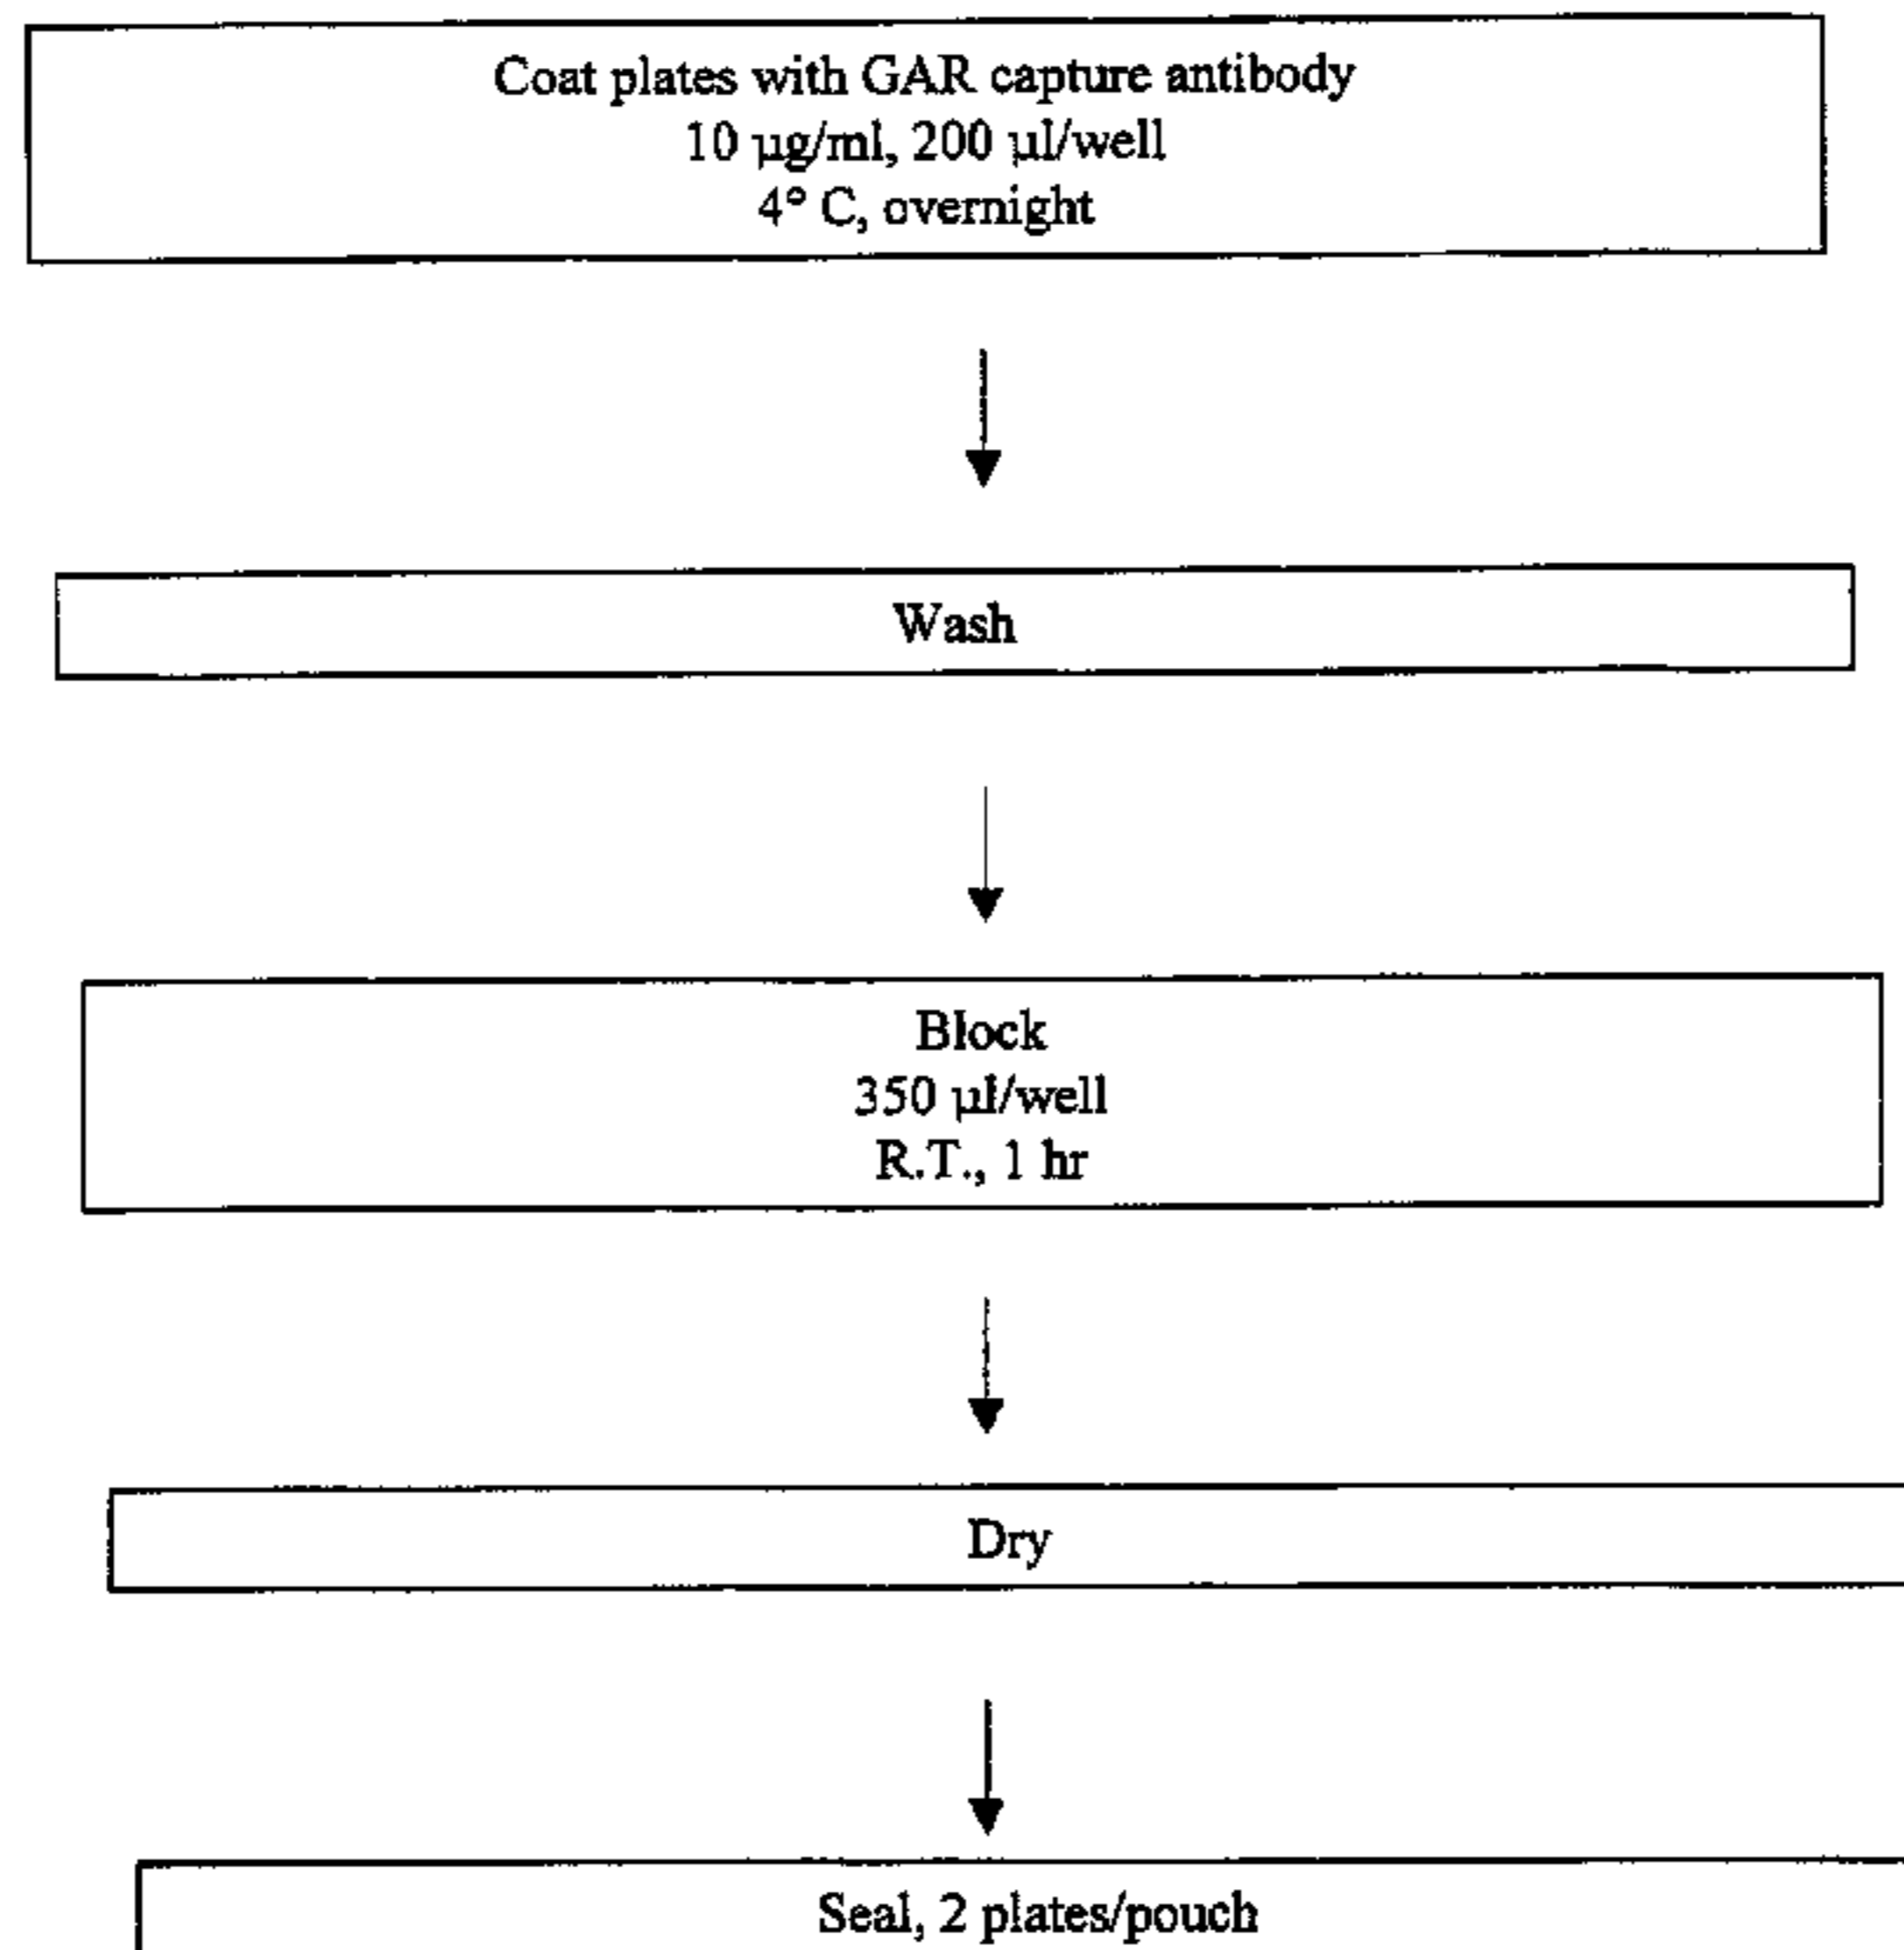 Coat plates with GAR capture antibody
10 µg/ml, 200 µl/well
4° C, overnight
Wash
Block
350 µl/well
R.T., 1 hr
Dry
Seal, 2 plates/pouch